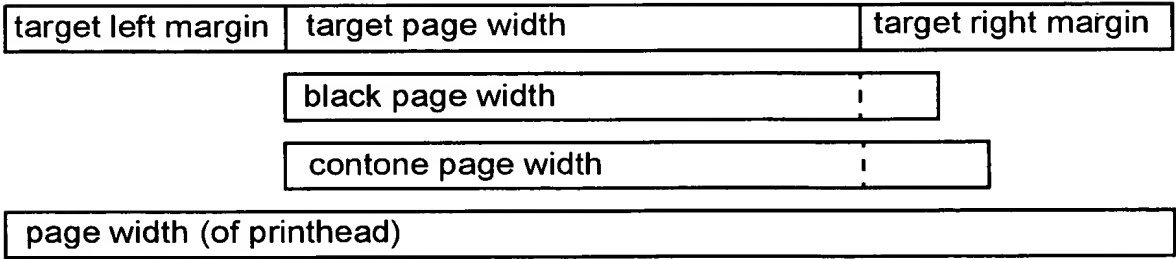 target left margin target page width target right margin
black page width
contone page width
page width (of printhead)